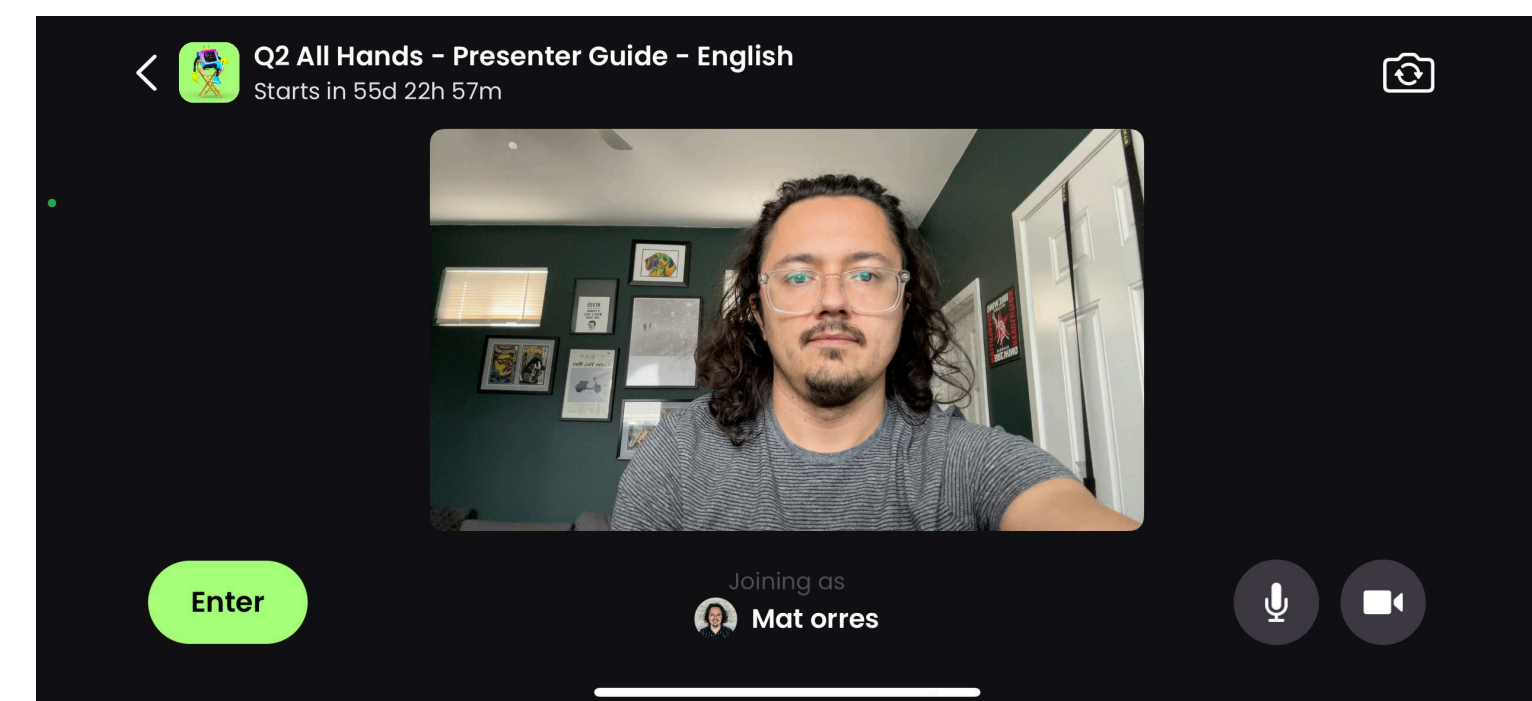 Q2 All Hands - Presenter Guide - English
Starts in 55d 22h 57m
Enter
Joining as
Mat orres